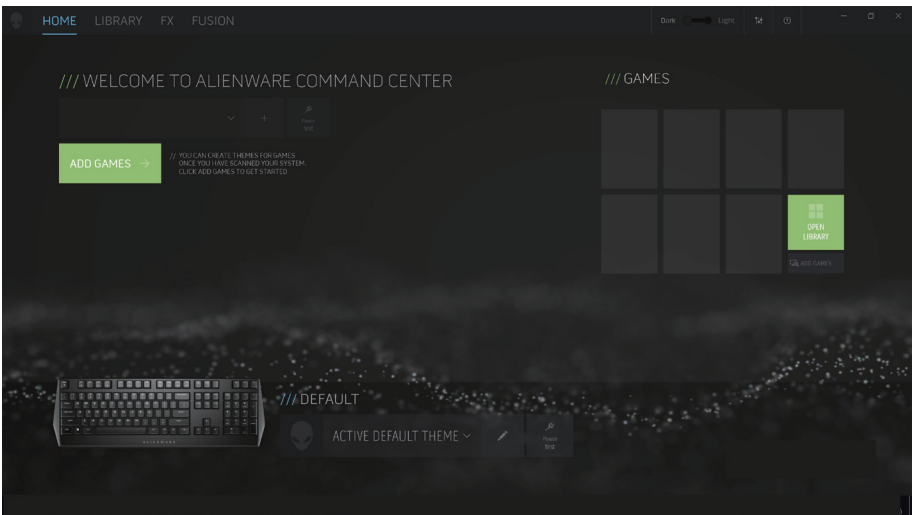 HOME LIBRARY FX FUSION
Dark Light
/// WELCOME TO ALIENWARE COMMAND CENTER
/// GAMES
ADD GAMES
// YOU CAN CREATE THEMES FOR GAMES
ONCE YOU HAVE SCANNED YOUR SYSTEM.
CLICK ADD GAMES TO GET STARTED
OPEN
LIBRARY
ADD GAMES
/// DEFAULT
ACTIVE DEFAULT THEME
ALIENWARE